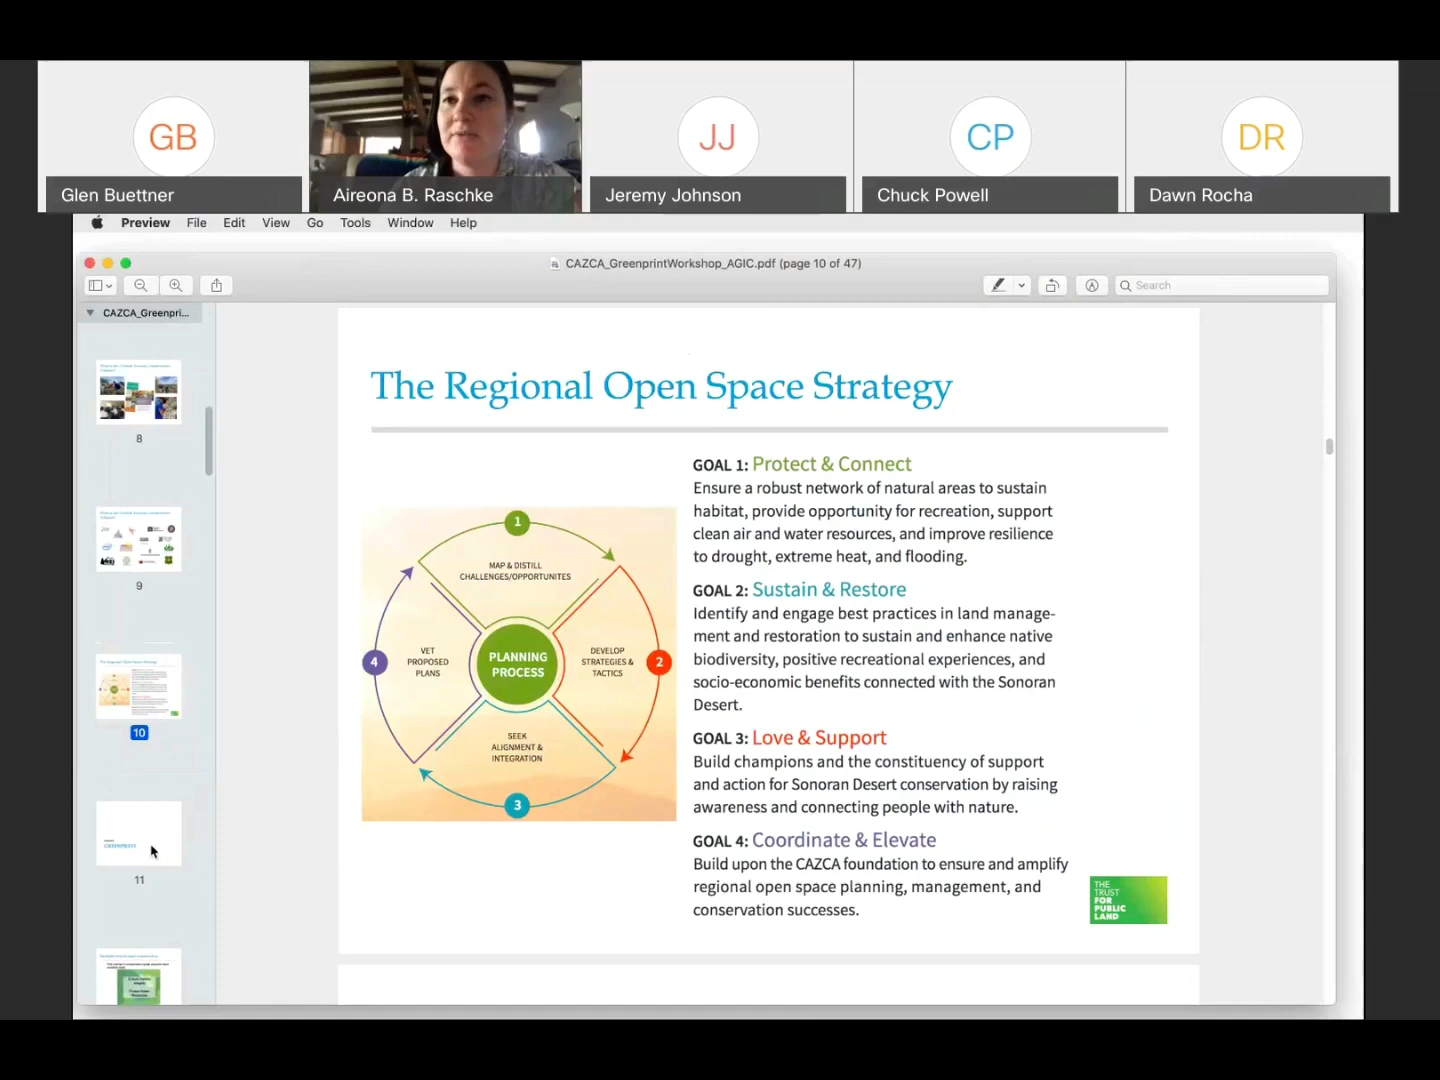 GB
JJ
CP
DR
Glen Buettner
Aireona B. Raschke
Jeremy Johnson
Chuck Powell
Dawn Rocha
Preview File Edit View Go Tools Window Help
CAZCA_GreenprintWorkshop_AGIC.pdf (page 10 of 47)
Search
CAZCA_Greenpri...
8
9
10
11
GREENPRINT
The Regional Open Space Strategy
1
MAP & DISTILL
CHALLENGES/OPPORTUNITES
4
VET
PROPOSED
PLANS
PLANNING
PROCESS
DEVELOP
STRATEGIES &
TACTICS
2
SEEK
ALIGNMENT &
INTEGRATION
3
GOAL 1: Protect & Connect
Ensure a robust network of natural areas to sustain
habitat, provide opportunity for recreation, support
clean air and water resources, and improve resilience
to drought, extreme heat, and flooding.
GOAL 2: Sustain & Restore
Identify and engage best practices in land manage-
ment and restoration to sustain and enhance native
biodiversity, positive recreational experiences, and
socio-economic benefits connected with the Sonoran
Desert.
GOAL 3: Love & Support
Build champions and the constituency of support
and action for Sonoran Desert conservation by raising
awareness and connecting people with nature.
GOAL 4: Coordinate & Elevate
Build upon the CAZCA foundation to ensure and amplify
regional open space planning, management, and
conservation successes.
THE
TRUST
FOR
PUBLIC
LAND